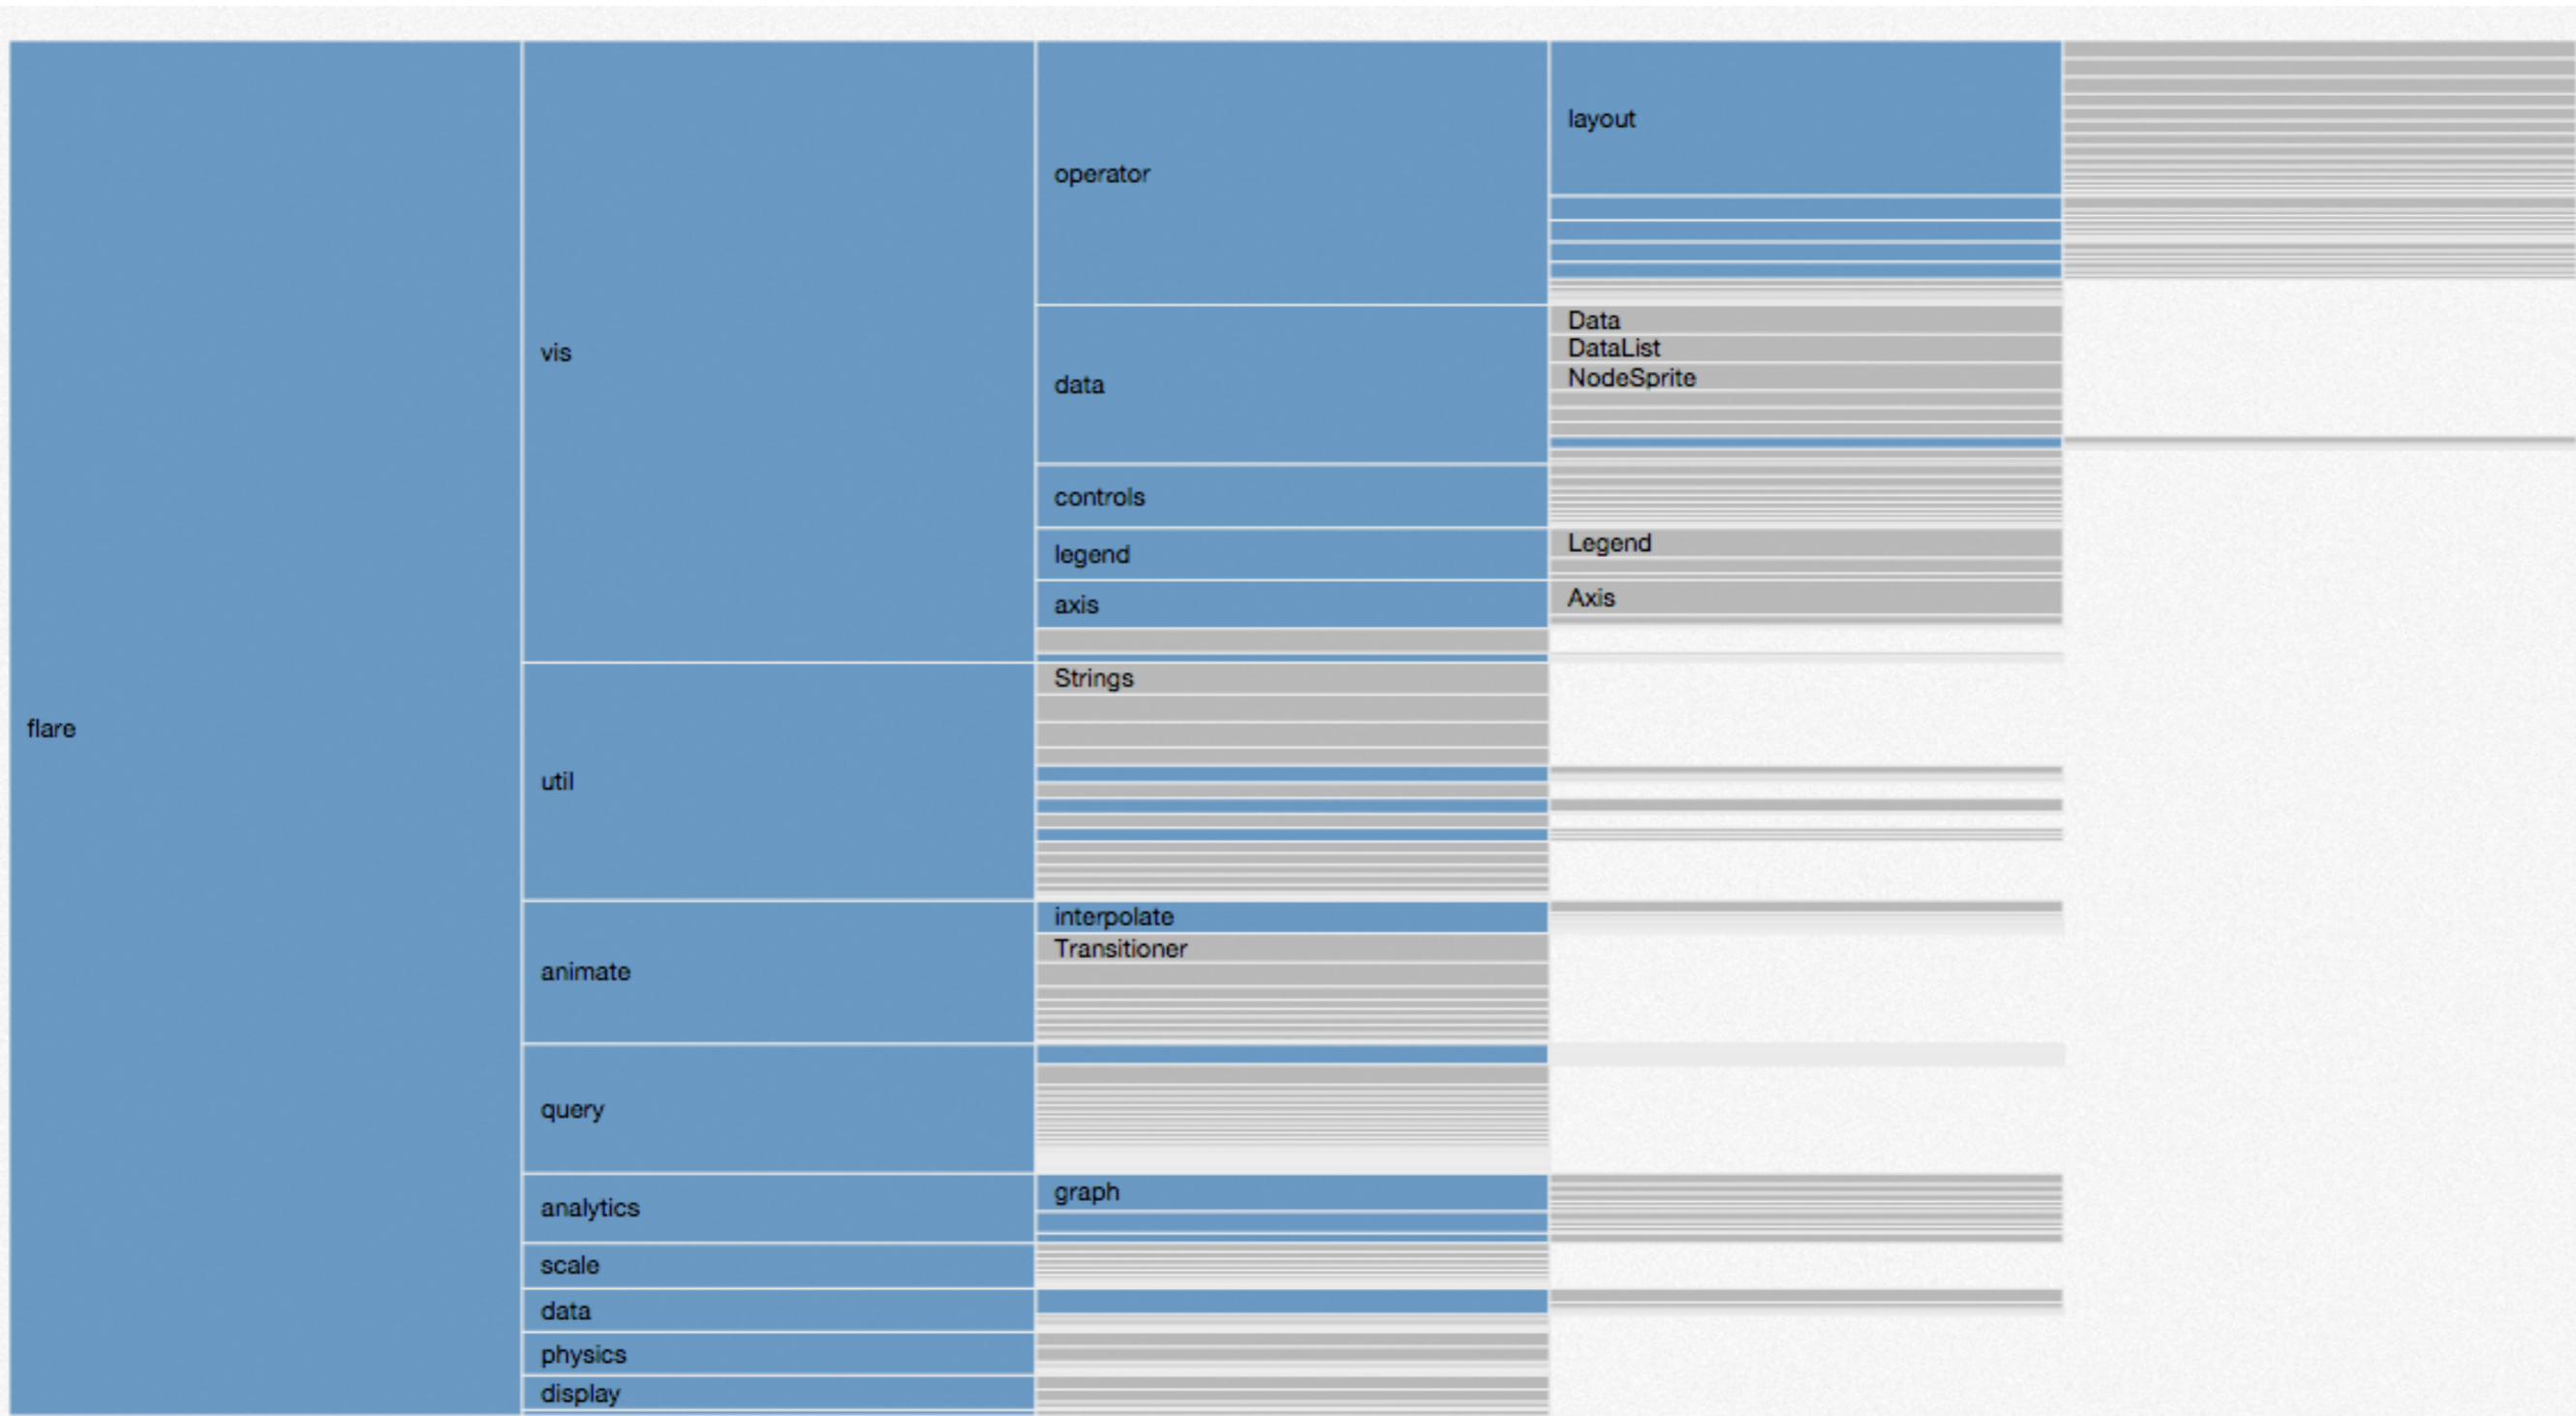 flare
vis
util
animate
query
analytics
scale
data
physics
display
operator
data
controls
legend
axis
Strings
interpolate
Transitioner
graph
layout
Data
DataList
NodeSprite
Legend
Axis